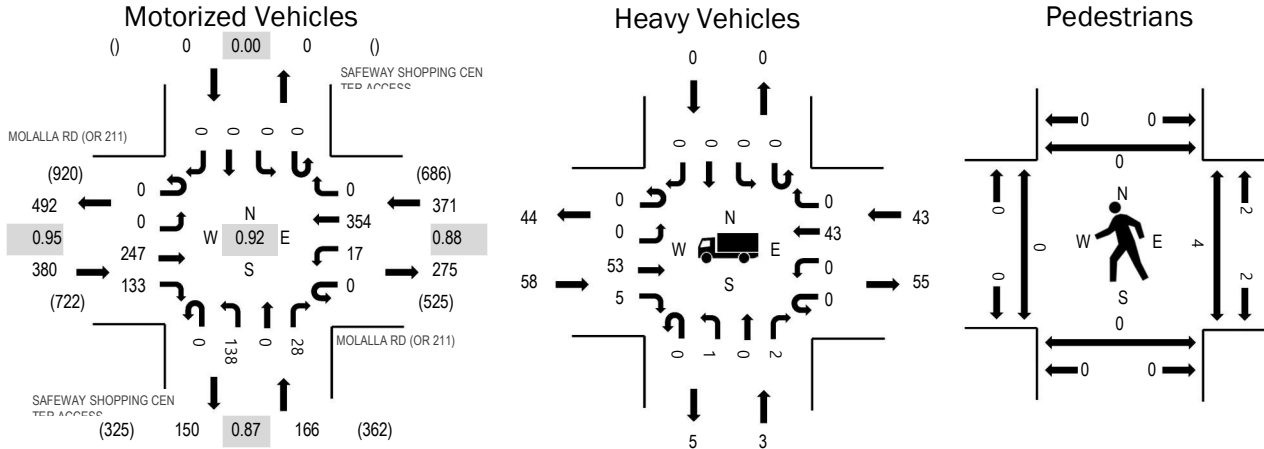 Motorized Vehicles
Heavy Vehicles
Pedestrians
() 0 0.00 0 ()
SAFEWAY SHOPPING CEN
TER ACCESS
MOLALLA RD (OR 211)
0 0 0 0
(920)
492
0.95
380
(722)
0
0
247
133
N
W 0.92 E
S
0
354
17
0
(686)
371
0.88
275
(525)
0 138 0 28
MOLALLA RD (OR 211)
SAFEWAY SHOPPING CEN
TER ACCESS
(325) 150 0.87 166 (362)
0 0
0 0 0 0
44
58
0
0
53
5
N
W E
S
0
43
0
0
43
55
0 1 0 2
5 3
0 0
0
0
0
0
N
W E
S
4
2
2
0
0 0